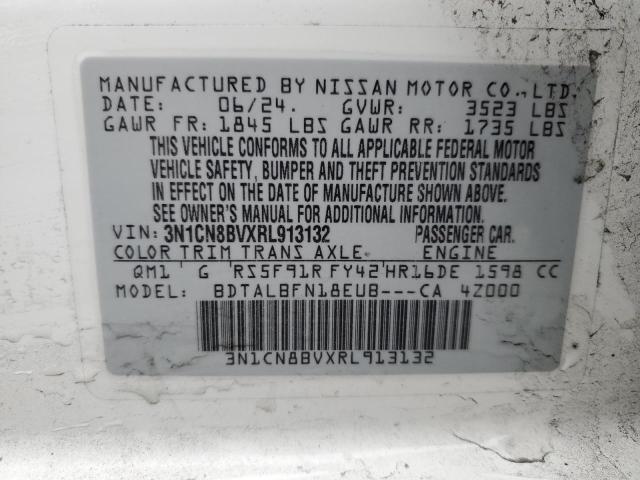 MANUFACTURED BY NISSAN MOTOR CO., LTD.
DATE: 06/24. GVWR: 3523 LBS
GAWR FR: 1845 LBS GAWR RR: 1735 LBS
THIS VEHICLE CONFORMS TO ALL APPLICABLE FEDERAL MOTOR
VEHICLE SAFETY, BUMPER AND THEFT PREVENTION STANDARDS
IN EFFECT ON THE DATE OF MANUFACTURE SHOWN ABOVE.
SEE OWNER'S MANUAL FOR ADDITIONAL INFORMATION.
VIN: 3N1CN8BVXRL913132 PASSENGER CAR.
COLOR TRIM TRANS AXLE ENGINE
QM1 G RS5F91R FY42 HR16DE 1598 CC
MODEL: BDTALBFN18EUB---CA 4Z000
3N1CN8BVXRL913132